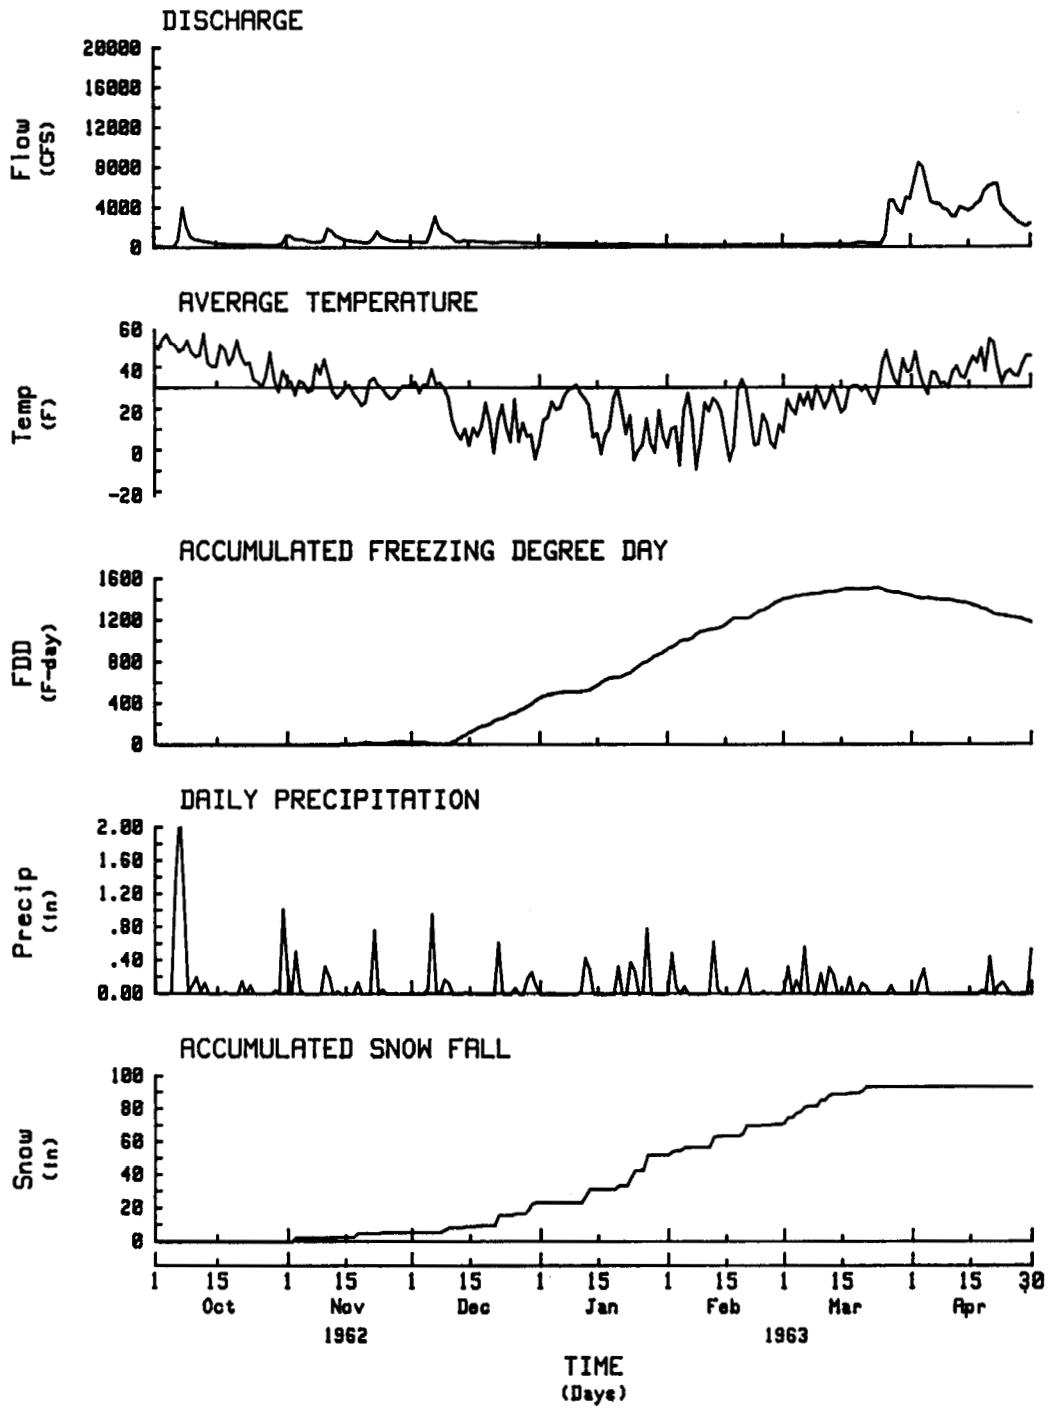 DISCHARGE
20000
16000
12000
8000
4000
0
Flow
(CFS)
AVERAGE TEMPERATURE
60
40
20
0
-20
Temp
(F)
ACCUMULATED FREEZING DEGREE DAY
1600
1200
800
400
0
FDD
(F-day)
DAILY PRECIPITATION
2.00
1.60
1.20
.80
.40
0.00
Precip
(in)
ACCUMULATED SNOW FALL
100
80
60
40
20
0
Snow
(in)
1 15 1 15 1 15 1 15 1 15 1 15 1 15 30
Oct Nov Dec Jan Feb Mar Apr
1962 1963
TIME
(Days)